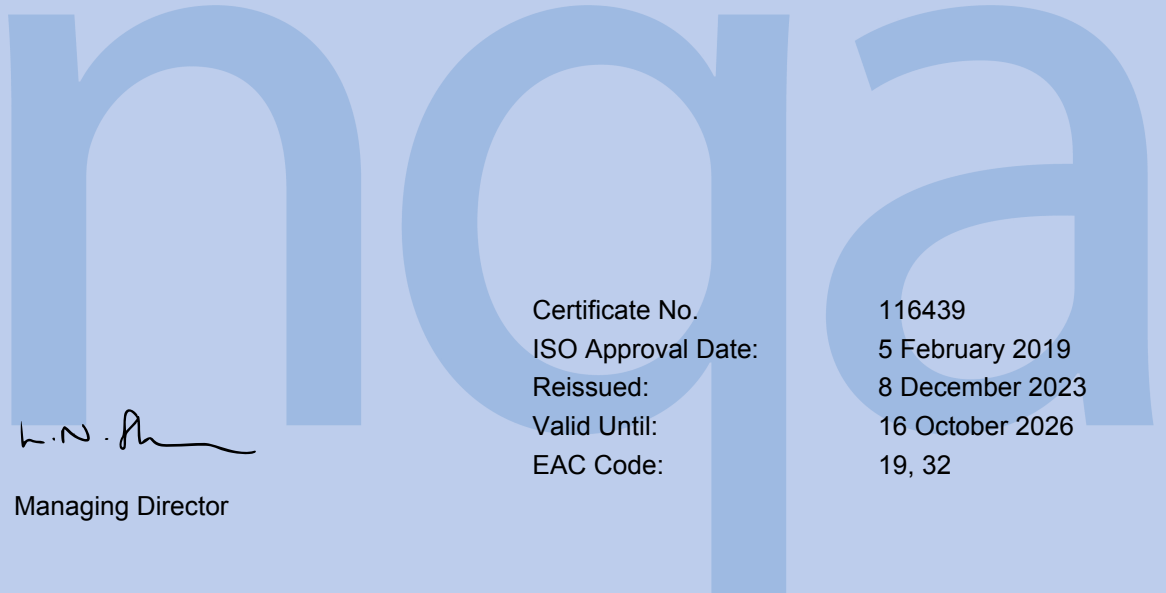 nqa
Certificate No. 116439
ISO Approval Date: 5 February 2019
Reissued: 8 December 2023
Valid Until: 16 October 2026
EAC Code: 19, 32
L.N.
Managing Director